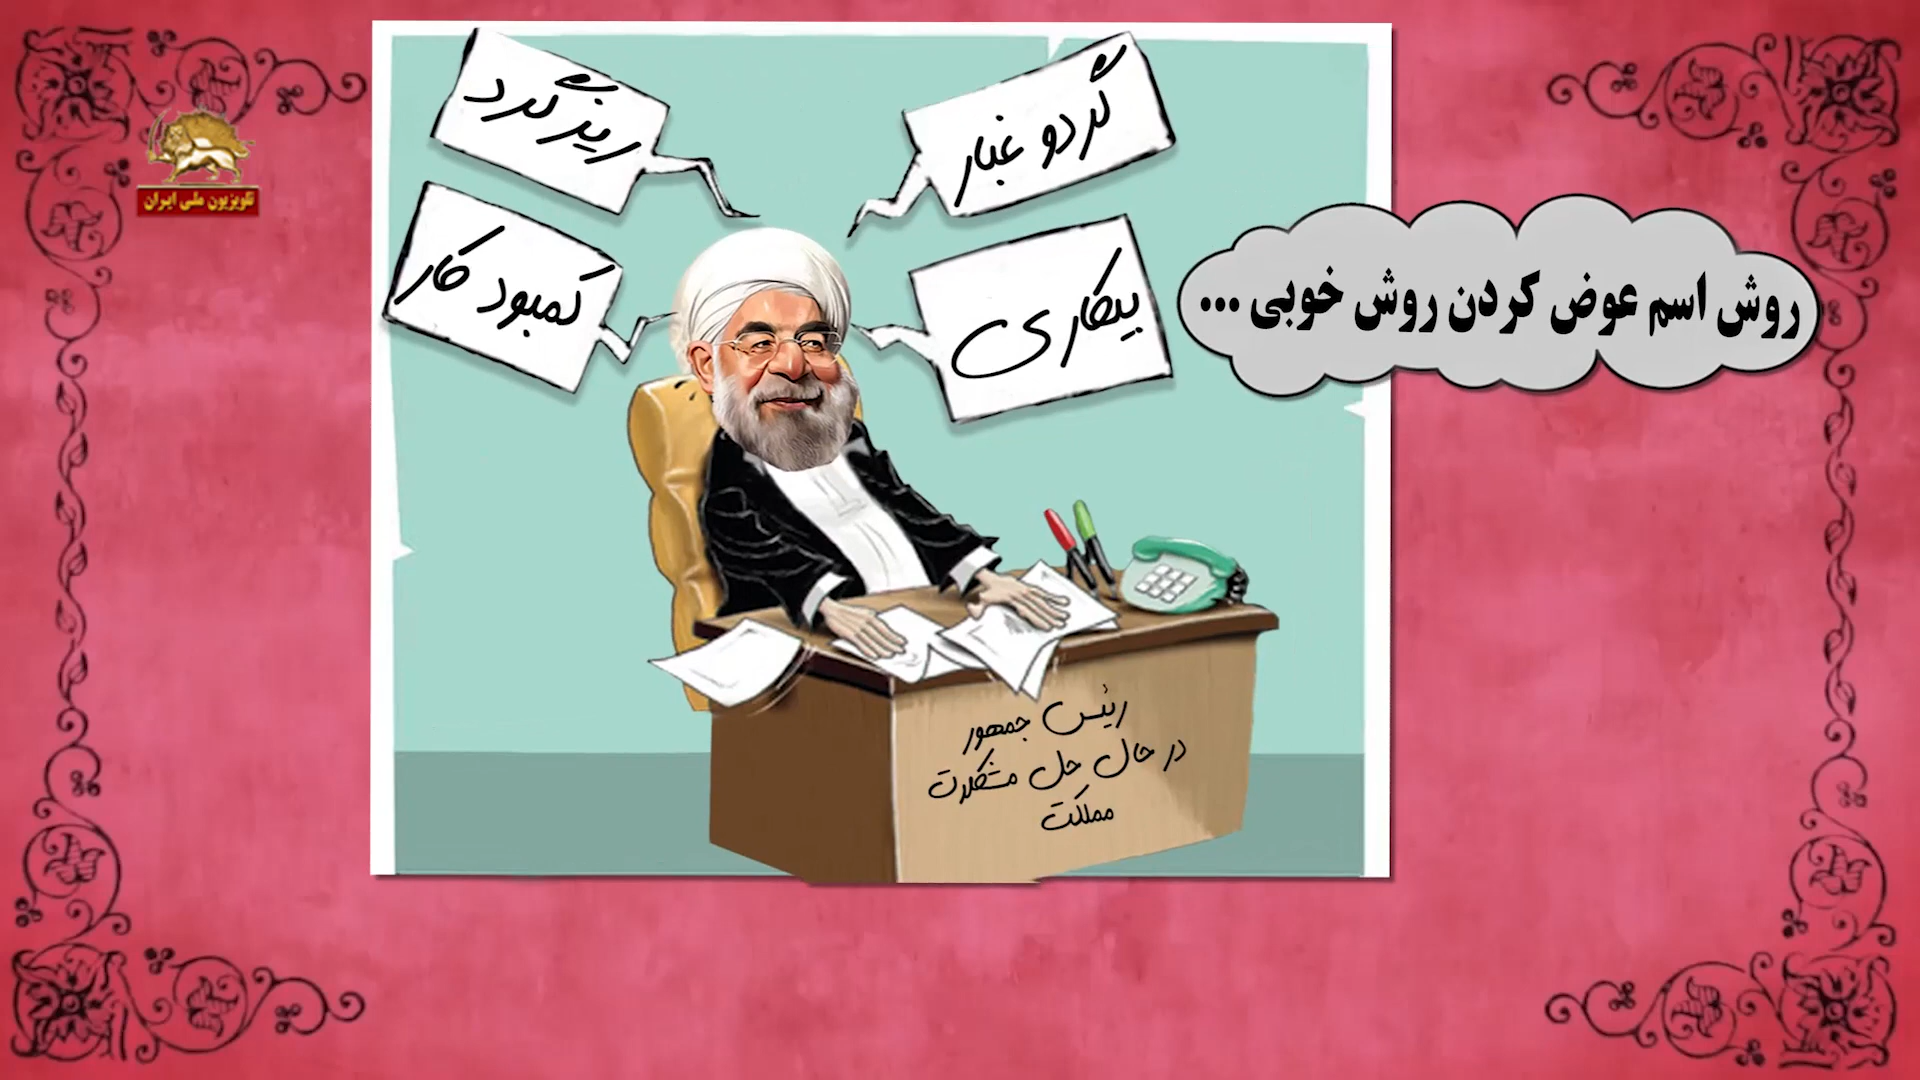 تلویزیون ملی ایران
گردو غبار
ریزگرد
بیکاری
کمبود کار
روش اسم عوض کردن روش خوبی ...
رئیس جمهور
در حال حل مشکلات
مملکت